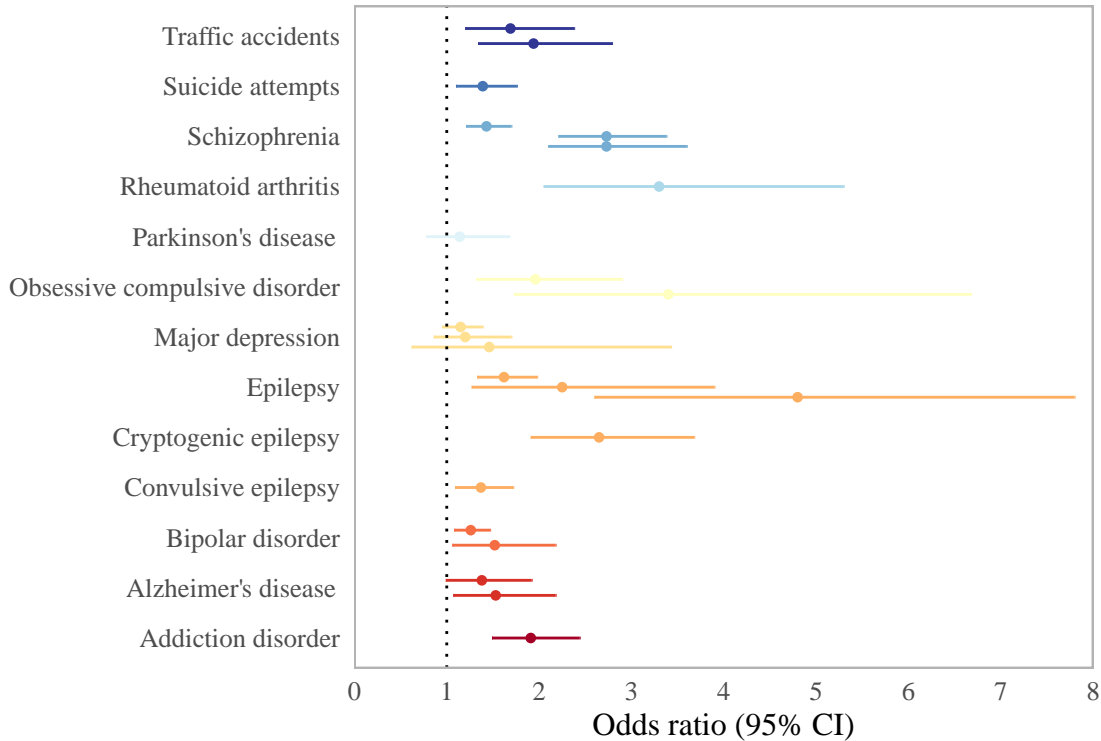 Traffic accidents
Suicide attempts
Schizophrenia
Rheumatoid arthritis
Parkinson's disease
Obsessive compulsive disorder
Major depression
Epilepsy
Cryptogenic epilepsy
Convulsive epilepsy
Bipolar disorder
Alzheimer's disease
Addiction disorder
0 1 2 3 4 5 6 7 8
Odds ratio (95% CI)